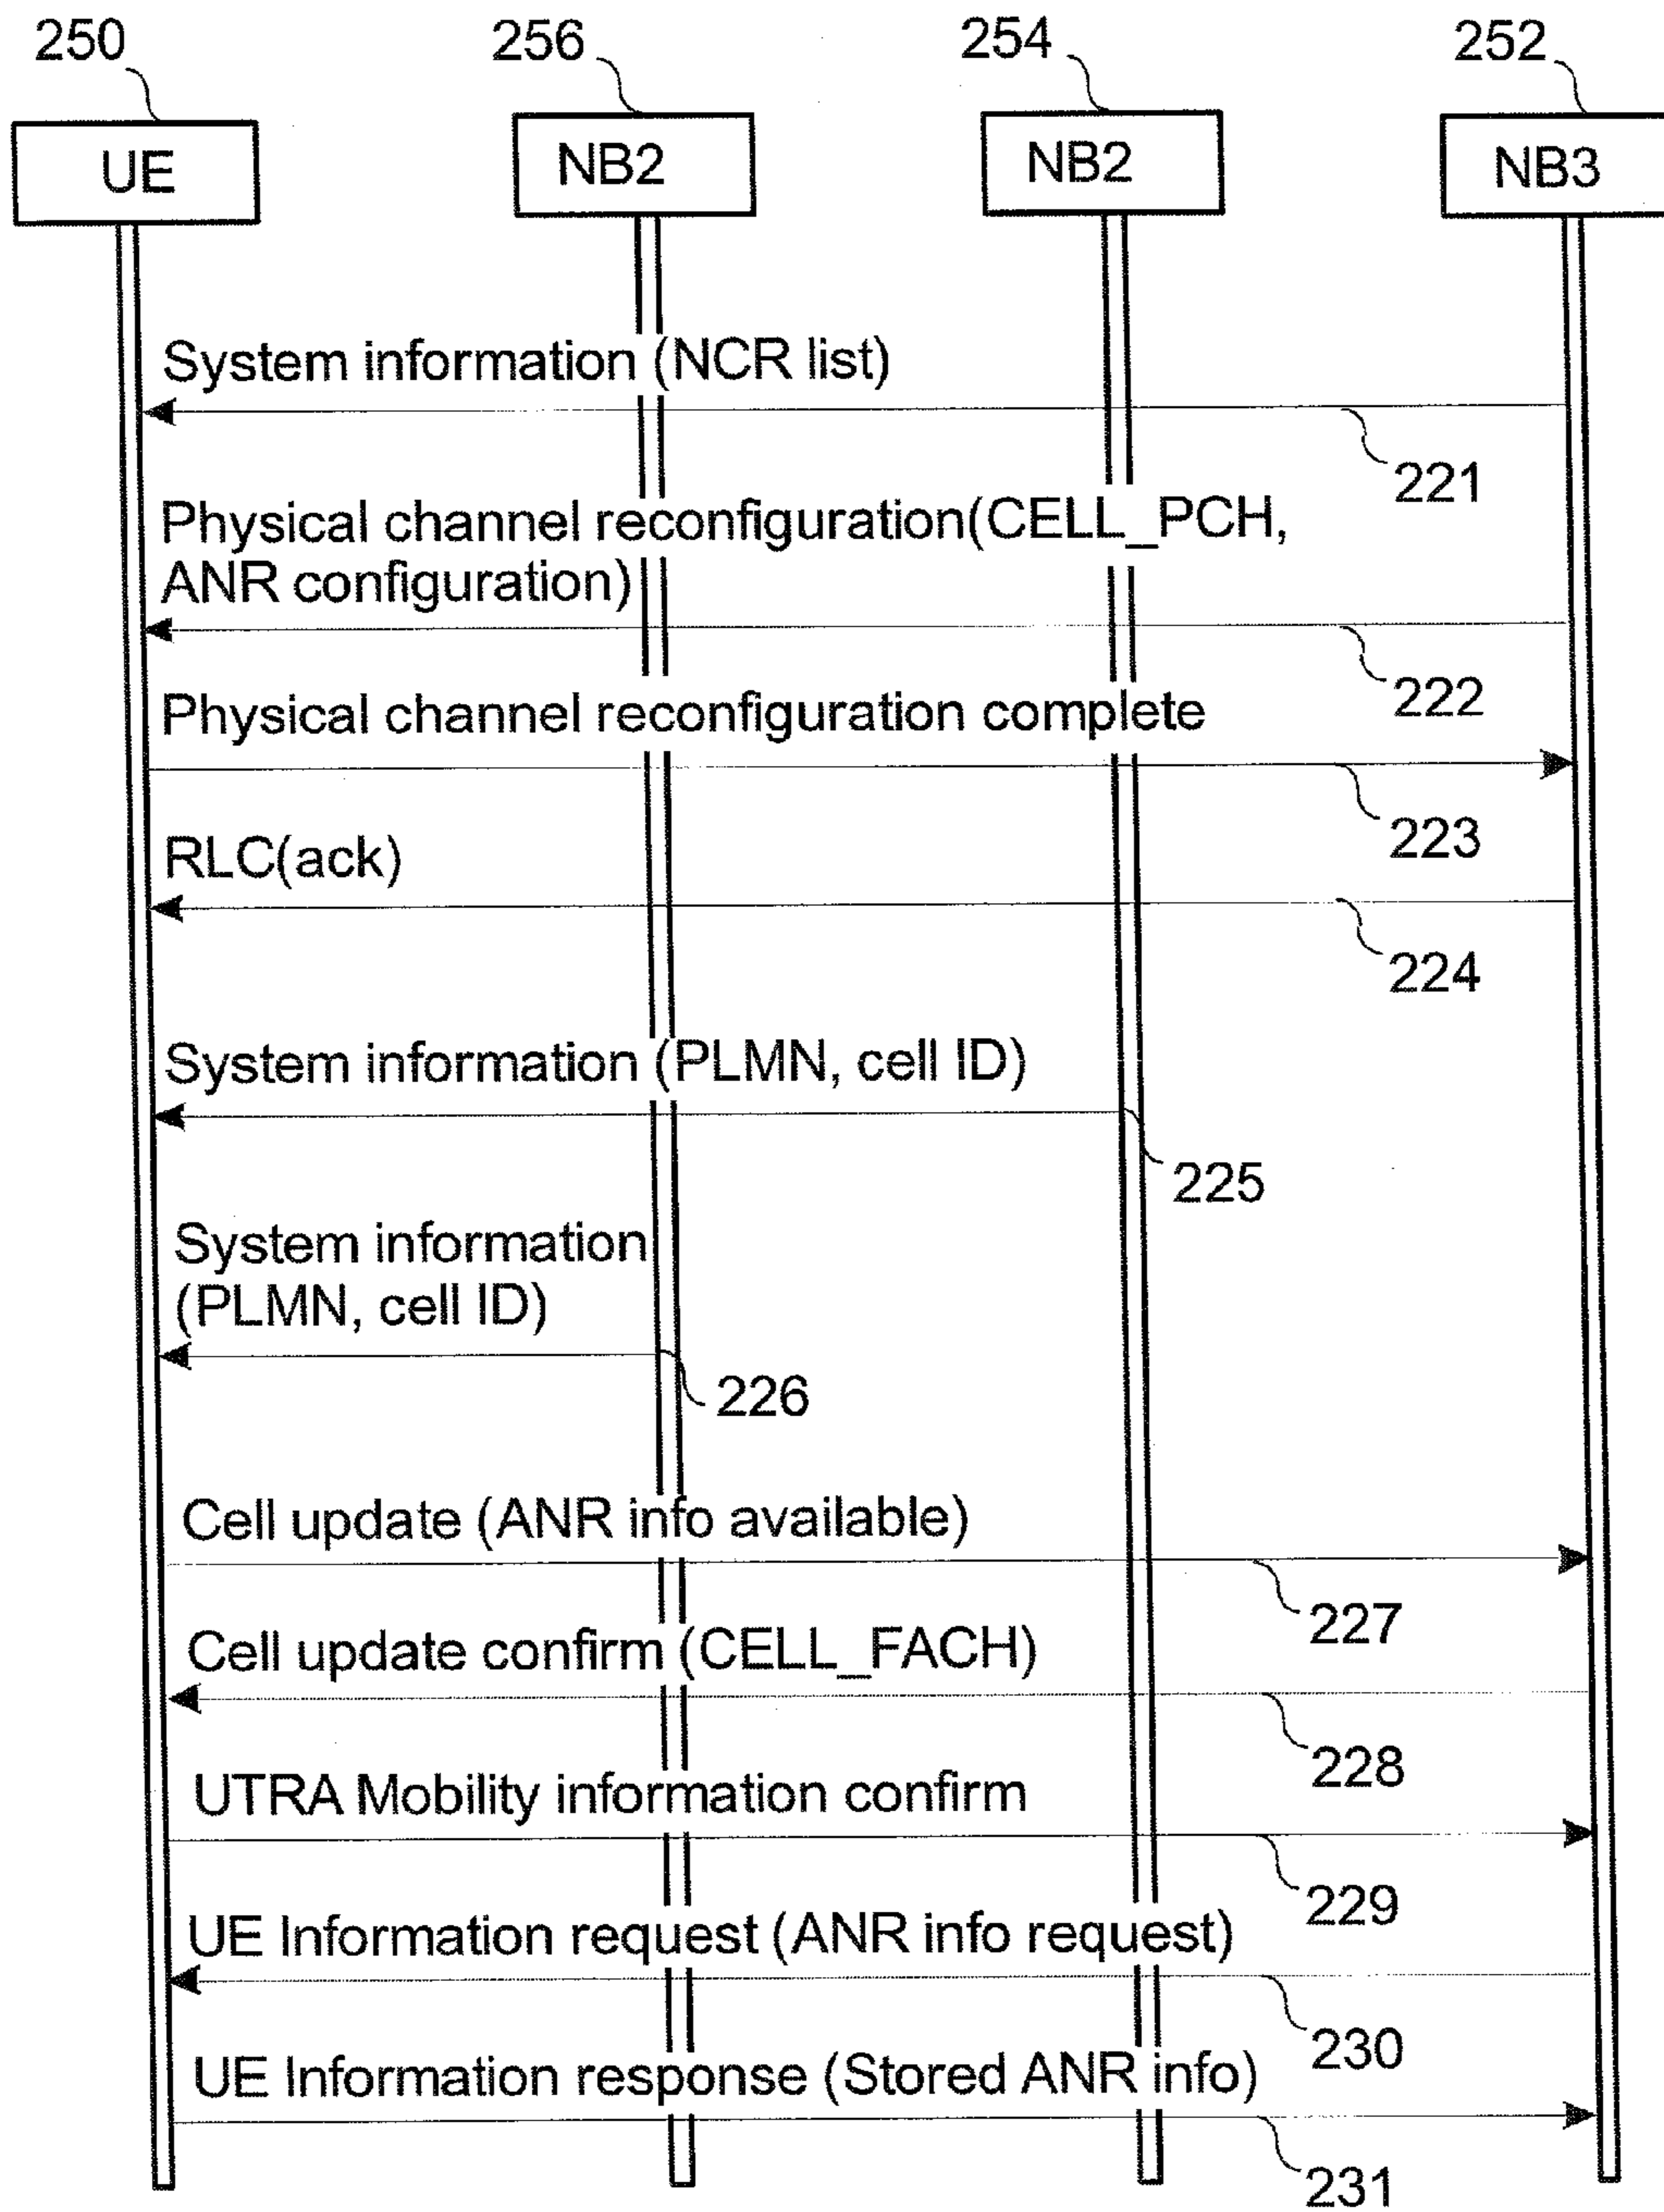 250
256
254
252
UE
NB2
NB2
NB3
System information (NCR list)
221
Physical channel reconfiguration(CELL_PCH,
ANR configuration)
222
Physical channel reconfiguration complete
223
RLC(ack)
224
System information (PLMN, cell ID)
225
System information
(PLMN, cell ID)
226
Cell update (ANR info available)
227
Cell update confirm (CELL_FACH)
228
UTRA Mobility information confirm
229
UE Information request (ANR info request)
230
UE Information response (Stored ANR info)
231